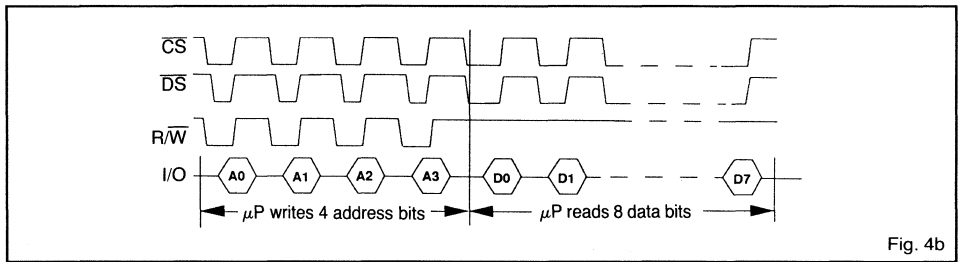 CS
DS
R/W
I/O A0 A1 A2 A3 D0 D1 D7
μP writes 4 address bits μP reads 8 data bits
Fig. 4b